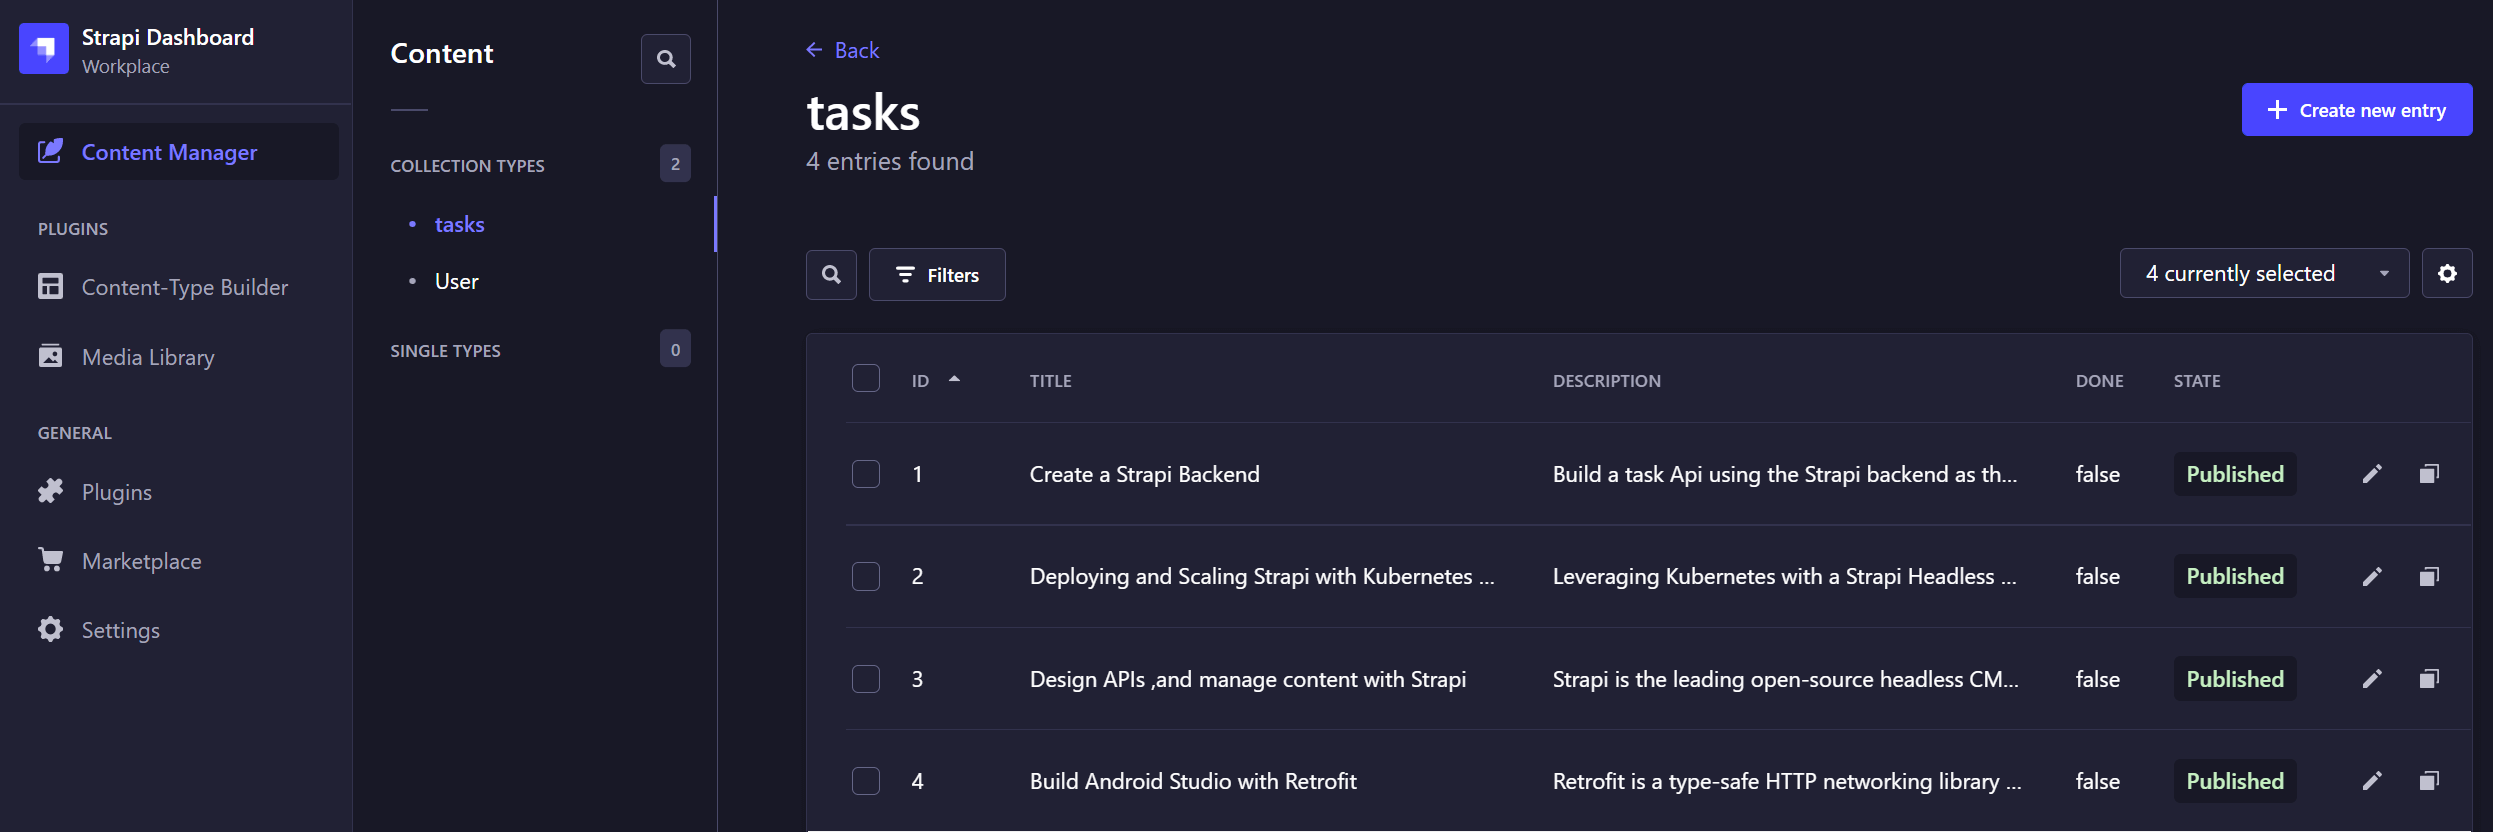 Strapi Dashboard
Workplace
Content Manager
PLUGINS
Content-Type Builder
Media Library
GENERAL
Plugins
Marketplace
Settings
Content
COLLECTION TYPES 2
tasks
User
SINGLE TYPES 0
Back
tasks
4 entries found
Create new entry
Filters
4 currently selected
ID TITLE DESCRIPTION DONE STATE
1 Create a Strapi Backend Build a task Api using the Strapi backend as th... false Published
2 Deploying and Scaling Strapi with Kubernetes ... Leveraging Kubernetes with a Strapi Headless ... false Published
3 Design APIs ,and manage content with Strapi Strapi is the leading open-source headless CM... false Published
4 Build Android Studio with Retrofit Retrofit is a type-safe HTTP networking library ... false Published